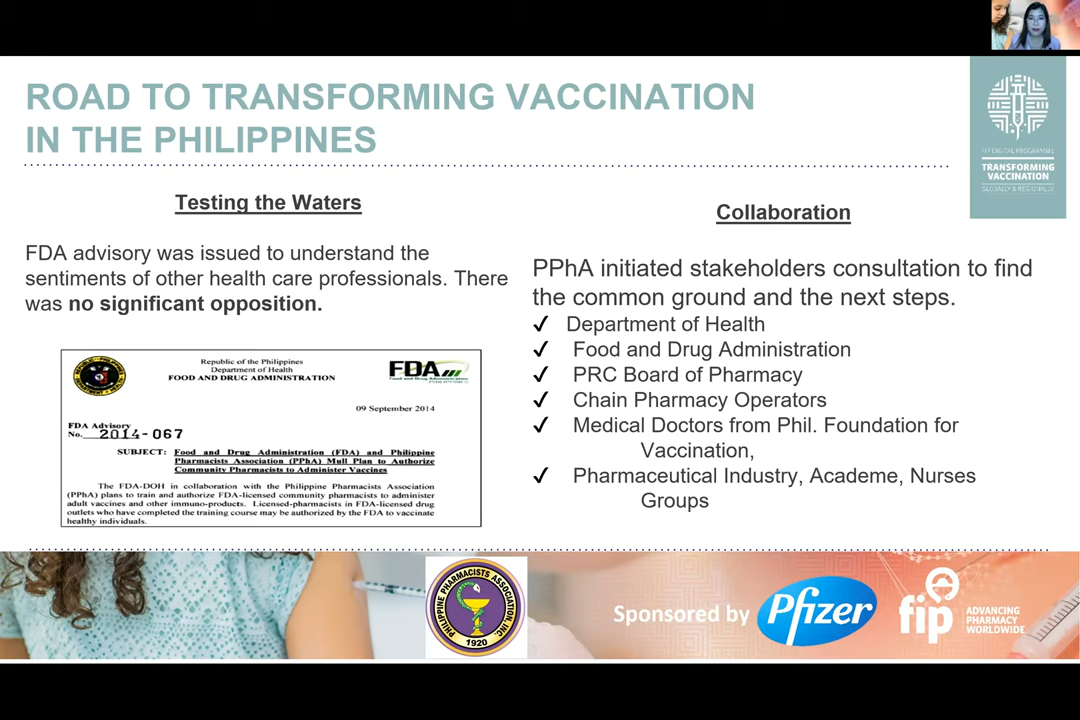 ROAD TO TRANSFORMING VACCINATION
IN THE PHILIPPINES
FIP DIGITAL PROGRAMME
TRANSFORMING
VACCINATION
GLOBALLY & REGIONALLY
Testing the Waters
FDA advisory was issued to understand the
sentiments of other health care professionals. There
was no significant opposition.
Republic of the Philippines
Department of Health
FOOD AND DRUG ADMINISTRATION
FDA
Food and Drug Administration
09 September 2014
FDA Advisory
No. 2014-067
SUBJECT: Food and Drug Administration (FDA) and Philippine
Pharmacists Association (PPhA) Mull Plan to Authorize
Community Pharmacists to Administer Vaccines
The FDA-DOH in collaboration with the Philippine Pharmacists Association
(PPhA) plans to train and authorize FDA-licensed community pharmacists to administer
adult vaccines and other immuno-products. Licensed-pharmacists in FDA-licensed drug
outlets who have completed the training course may be authorized by the FDA to vaccinate
healthy individuals.
Collaboration
PPhA initiated stakeholders consultation to find
the common ground and the next steps.
✓ Department of Health
✓ Food and Drug Administration
✓ PRC Board of Pharmacy
✓ Chain Pharmacy Operators
✓ Medical Doctors from Phil. Foundation for
Vaccination,
✓ Pharmaceutical Industry, Academe, Nurses
Groups
PHILIPPINE PHARMACISTS ASSOCIATION, INC.
1920
Sponsored by
Pfizer
fip
ADVANCING
PHARMACY
WORLDWIDE